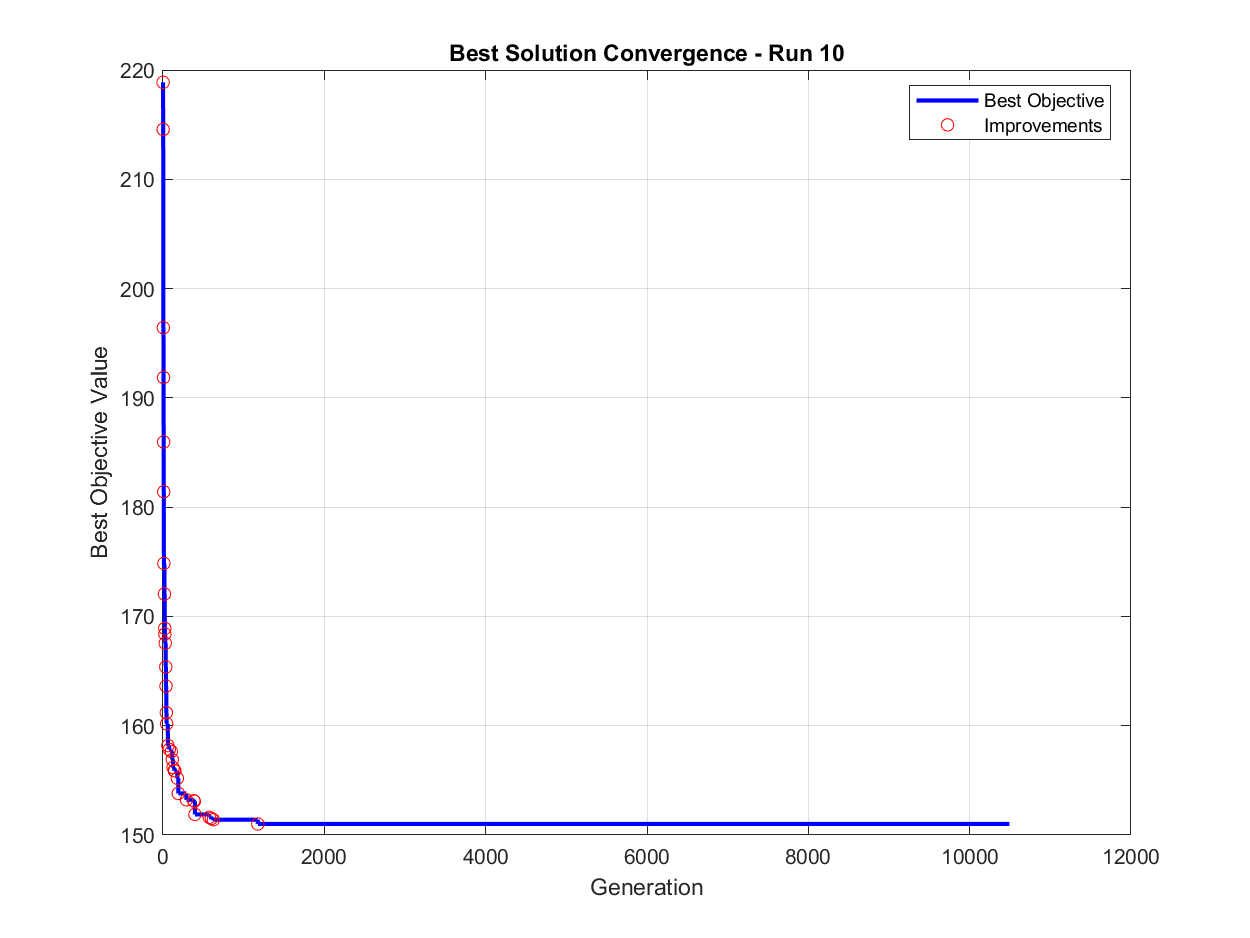 Best Solution Convergence - Run 10
220
210
200
190
180
170
160
150
Best Objective Value
Best Objective
Improvements
0 2000 4000 6000 8000 10000 12000
Generation